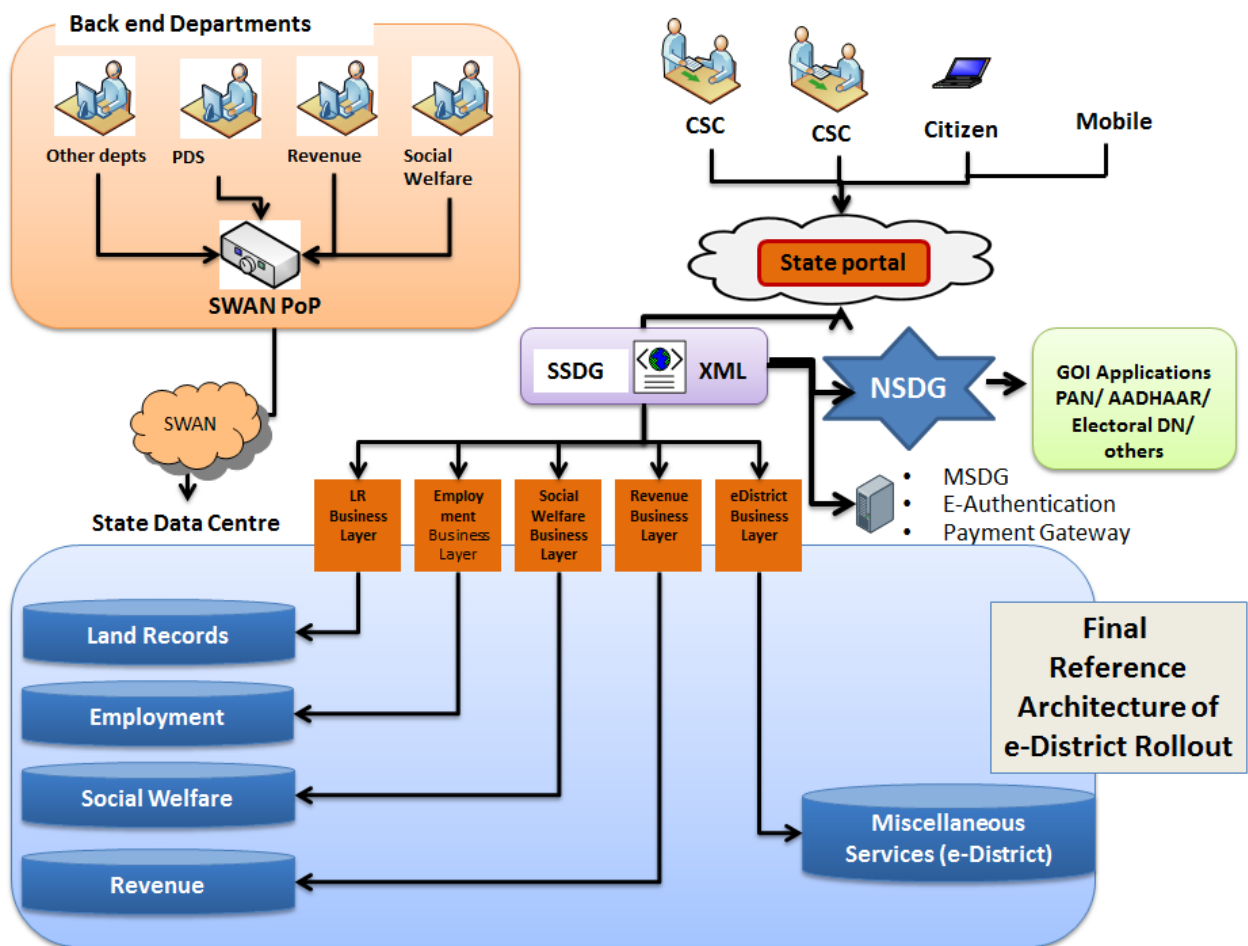 Back end Departments
Other depts
PDS
Revenue
Social
Welfare
SWAN PoP
CSC
CSC
Citizen
Mobile
State portal
SSDG
XML
NSDG
GOI Applications
PAN/ AADHAAR/
Electoral DN/
others
SWAN
State Data Centre
LR
Business
Layer
Employ
ment
Business
Layer
Social
Welfare
Business
Layer
Revenue
Business
Layer
eDistrict
Business
Layer
• MSDG
• E-Authentication
• Payment Gateway
Land Records
Employment
Social Welfare
Revenue
Final
Reference
Architecture of
e-District Rollout
Miscellaneous
Services (e-District)